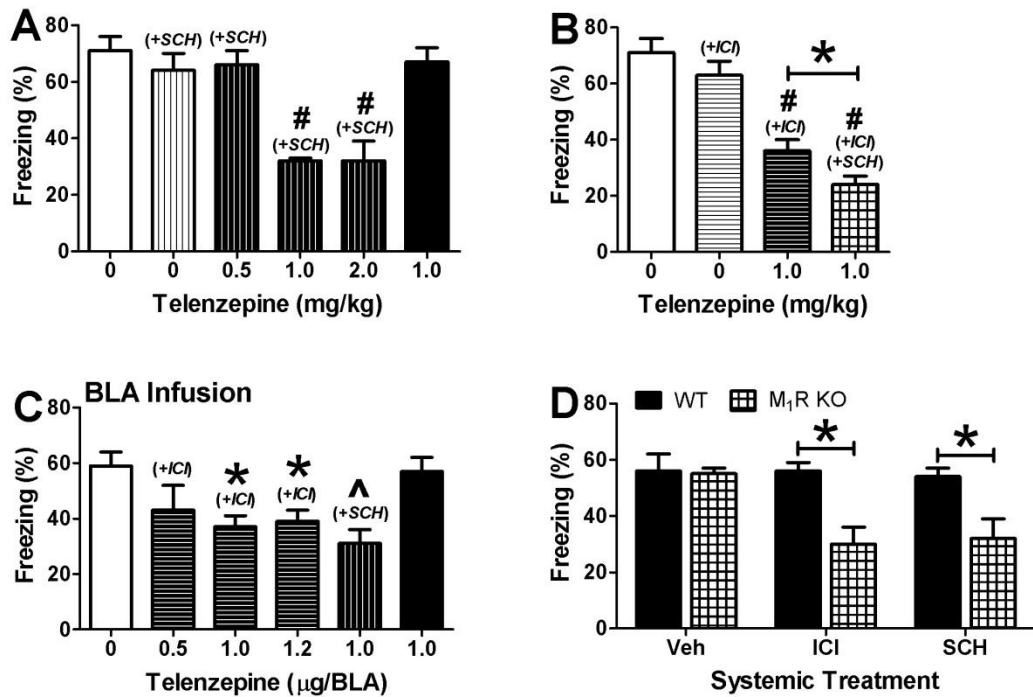 A
Freezing (%)
80
60
40
20
0
(+SCH)
(+SCH)
#
(+SCH)
#
(+SCH)
0 0 0.5 1.0 2.0 1.0
Telenzepine (mg/kg)
B
Freezing (%)
80
60
40
20
0
(+ICI)
*
#
(+ICI)
#
(+ICI)
(+SCH)
0 0 1.0 1.0
Telenzepine (mg/kg)
C
BLA Infusion
Freezing (%)
80
60
40
20
0
(+ICI)
*
(+ICI)
*
(+ICI)
^
(+SCH)
0 0.5 1.0 1.2 1.0 1.0
Telenzepine (μg/BLA)
D
WT M₁R KO
Freezing (%)
80
60
40
20
0
*
*
Veh ICI SCH
Systemic Treatment